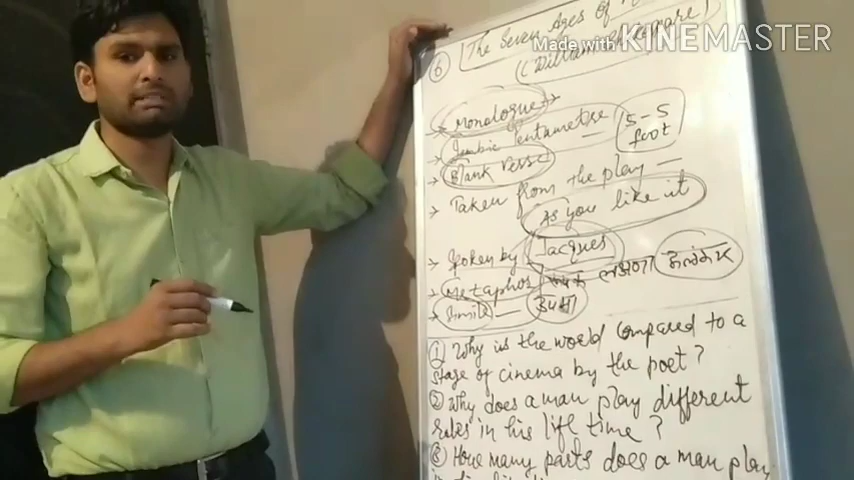 Made with KINEMASTER
6 The Seven Ages of
(William Shakespeare)
→ Monologue →
→ Iambic Pentametre — 5-5 foot
→ Blank Verse
→ Taken from the play —
As you like it
→ Spoken by Jacques
→ Metaphor लक्षणा
→ Simile — उपमा
① Why is the world compared to a
stage of cinema by the poet?
② Why does a man play different
roles in his life time?
③ How many parts does a man play